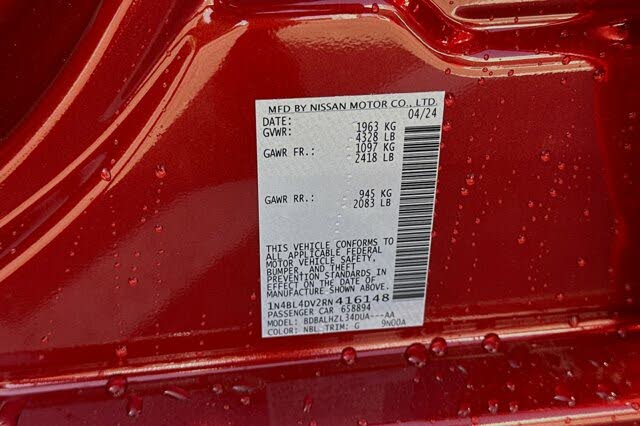 MFD BY NISSAN MOTOR CO., LTD.
DATE: 04/24
GVWR: 1963 KG
4328 LB
GAWR FR.: 1097 KG
2418 LB
GAWR RR.: 945 KG
2083 LB
THIS VEHICLE CONFORMS TO
ALL APPLICABLE FEDERAL
MOTOR VEHICLE SAFETY,
BUMPER, AND THEFT
PREVENTION STANDARDS IN
EFFECT ON THE DATE OF
MANUFACTURE SHOWN ABOVE.
1N4BL4DV2RN416148
PASSENGER CAR 658894
MODEL: BDBALHZL34DUA---AA
COLOR: NBL TRIM: G 9N00A